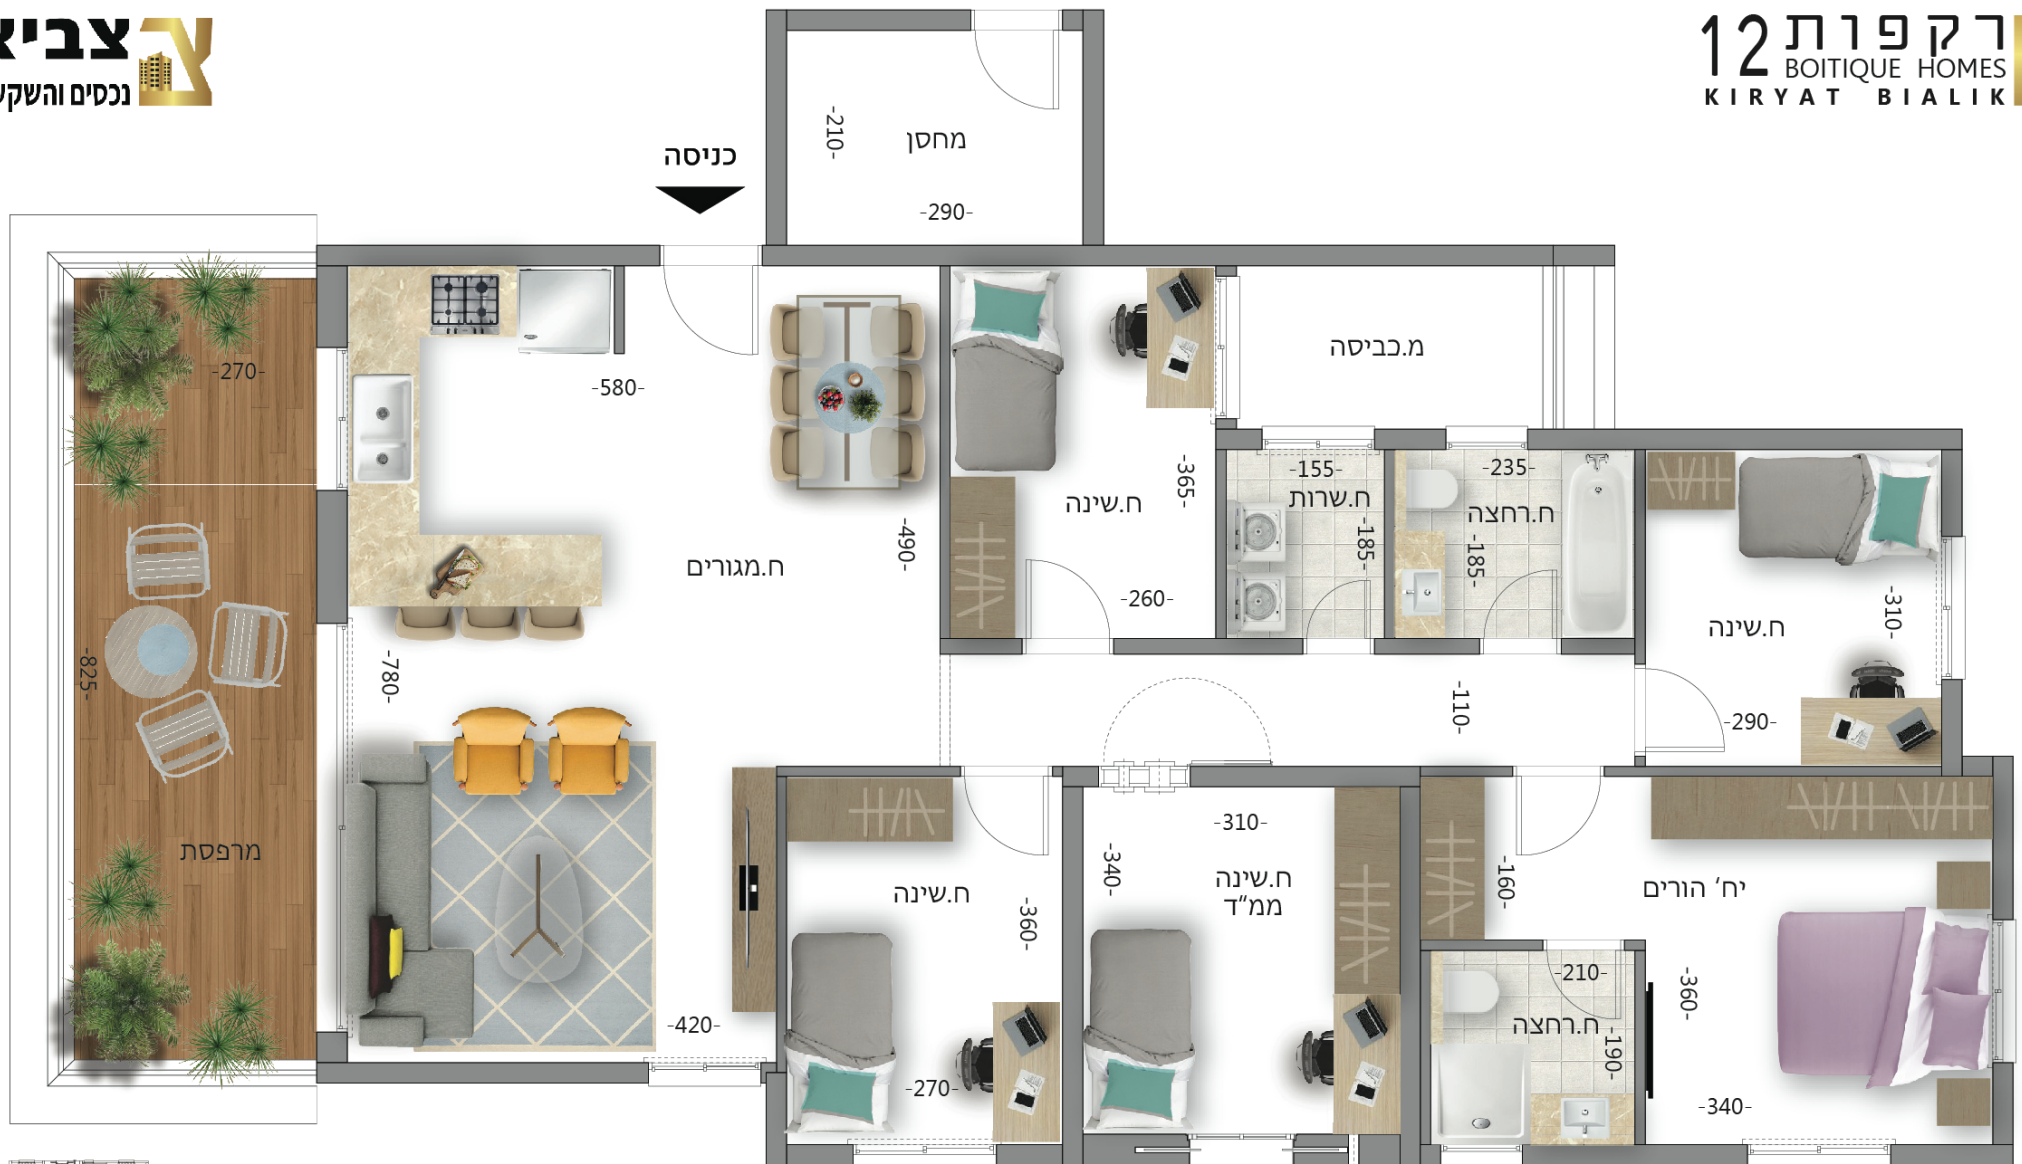 נכסים והשקע
12 רקפות
BOITIQUE HOMES
KIRYAT BIALIK
כניסה
-210-
מחסן
-290-
-270-
-580-
מ.כביסה
-365-
ח.שינה
-260-
-490-
ח.מגורים
-155-
ח.שרות
-185-
-235-
ח.רחצה
-185-
-310-
ח.שינה
-290-
-825-
-780-
-110-
מרפסת
-420-
ח.שינה
-360-
-270-
-310-
-340-
ח.שינה
ממ"ד
-160-
יח' הורים
-210-
ח.רחצה
-190-
-360-
-340-